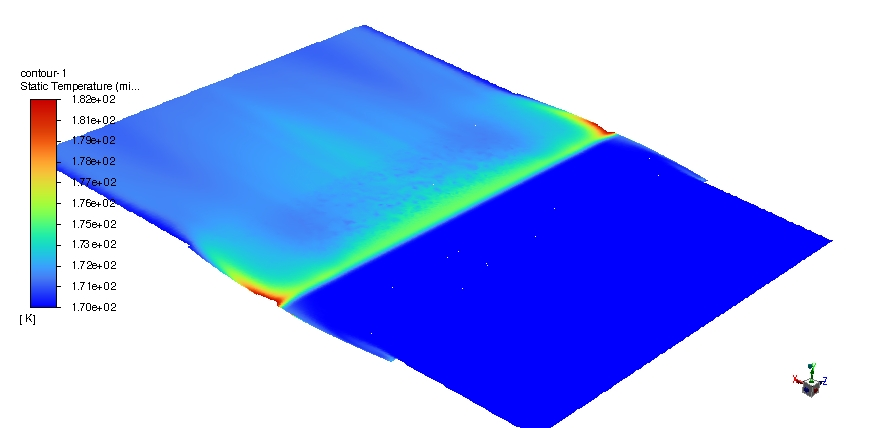 contour-1
Static Temperature (mi...
1.82e+02
1.81e+02
1.79e+02
1.78e+02
1.77e+02
1.76e+02
1.75e+02
1.73e+02
1.72e+02
1.71e+02
1.70e+02
[ K]
Y
X
Z